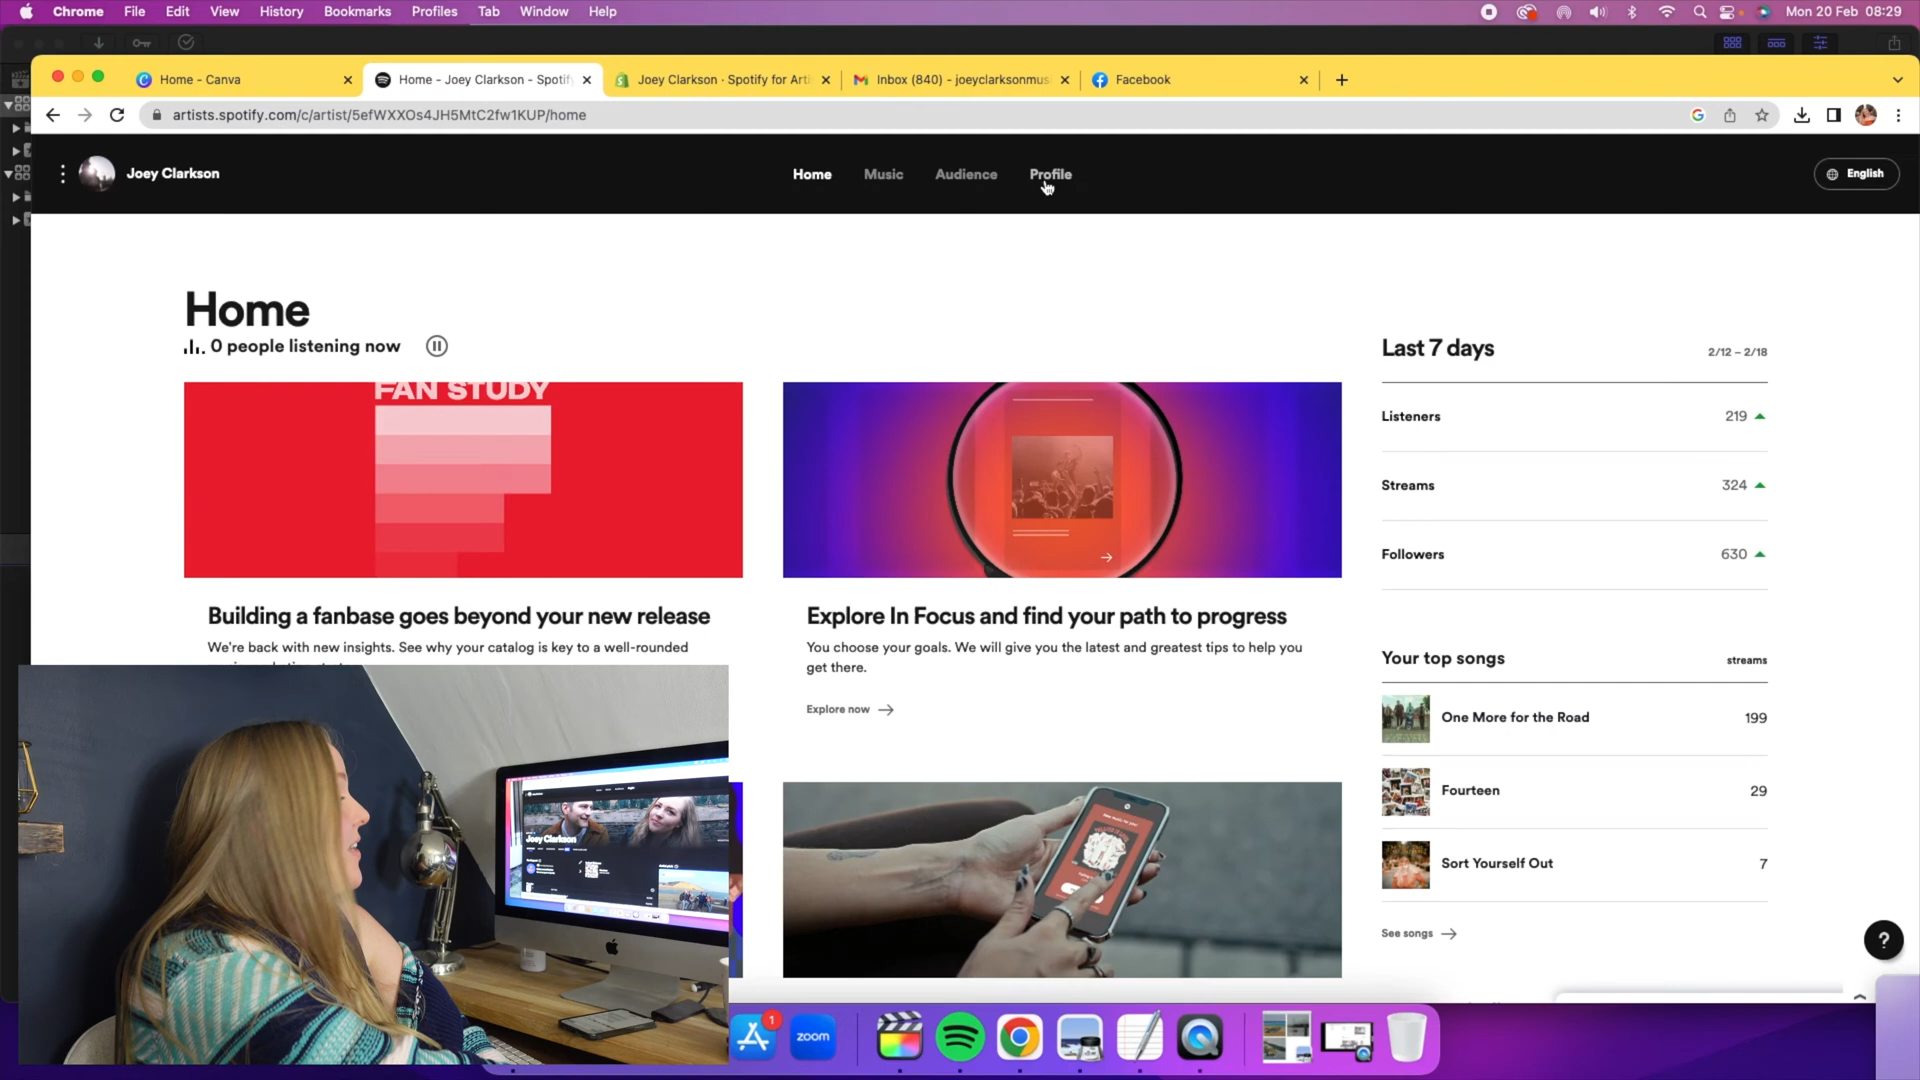 Chrome File Edit View History Bookmarks Profiles Tab Window Help Mon 20 Feb 08:29
Home - Canva Home - Joey Clarkson - Spotif Joey Clarkson · Spotify for Arti Inbox (840) - joeyclarksonmus Facebook
artists.spotify.com/c/artist/5efWXXOs4JH5MtC2fw1KUP/home
Joey Clarkson Home Music Audience Profile English
Home
0 people listening now
FAN STUDY
Building a fanbase goes beyond your new release
We're back with new insights. See why your catalog is key to a well-rounded
Explore In Focus and find your path to progress
You choose your goals. We will give you the latest and greatest tips to help you
get there.
Explore now
Last 7 days 2/12 – 2/18
Listeners 219
Streams 324
Followers 630
Your top songs streams
One More for the Road 199
Fourteen 29
Sort Yourself Out 7
See songs
?
Joey Clarkson
1
zoom